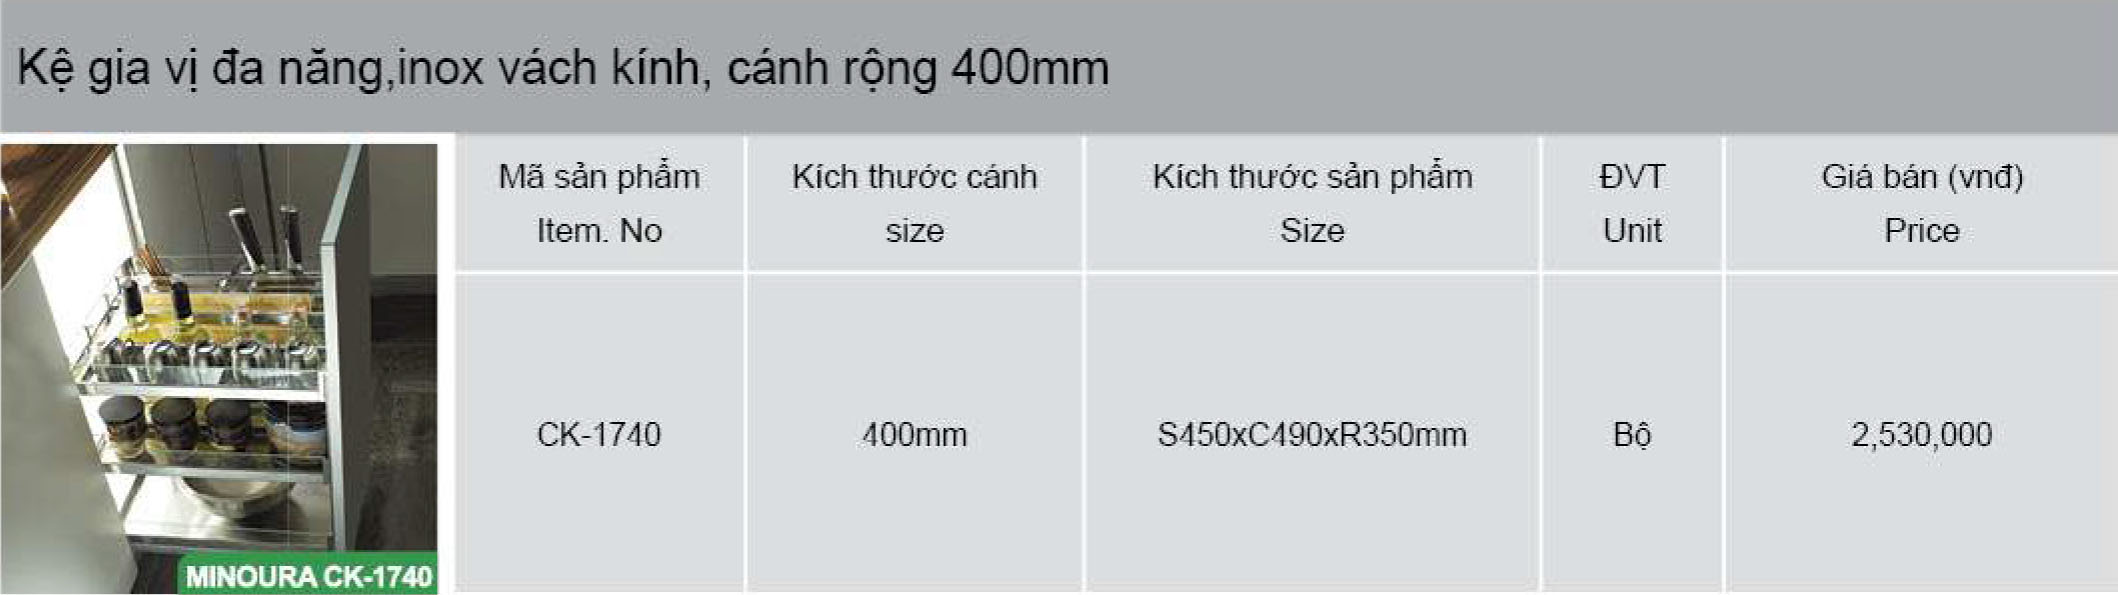 Kệ gia vị đa năng,inox vách kính, cánh rộng 400mm
Mã sản phẩm
Item. No
Kích thước cánh
size
Kích thước sản phẩm
Size
ĐVT
Unit
Giá bán (vnđ)
Price
CK-1740
400mm
S450xC490xR350mm
Bộ
2,530,000
MINOURA CK-1740